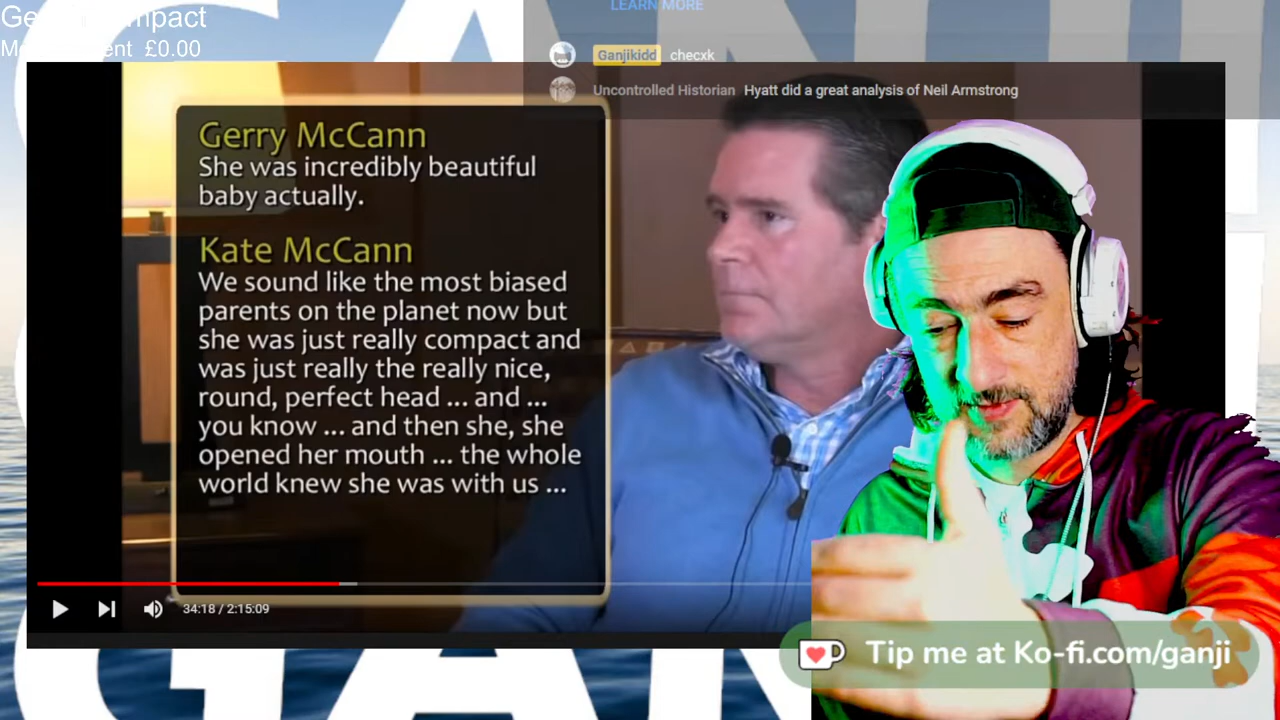 LEARN MORE
£0.00
Ganjikidd checxk
Uncontrolled Historian Hyatt did a great analysis of Neil Armstrong
Gerry McCann
She was incredibly beautiful
baby actually.
Kate McCann
We sound like the most biased
parents on the planet now but
she was just really compact and
was just really the really nice,
round, perfect head ... and ...
you know ... and then she, she
opened her mouth ... the whole
world knew she was with us ...
34:18 / 2:15:09
Tip me at Ko-fi.com/ganji